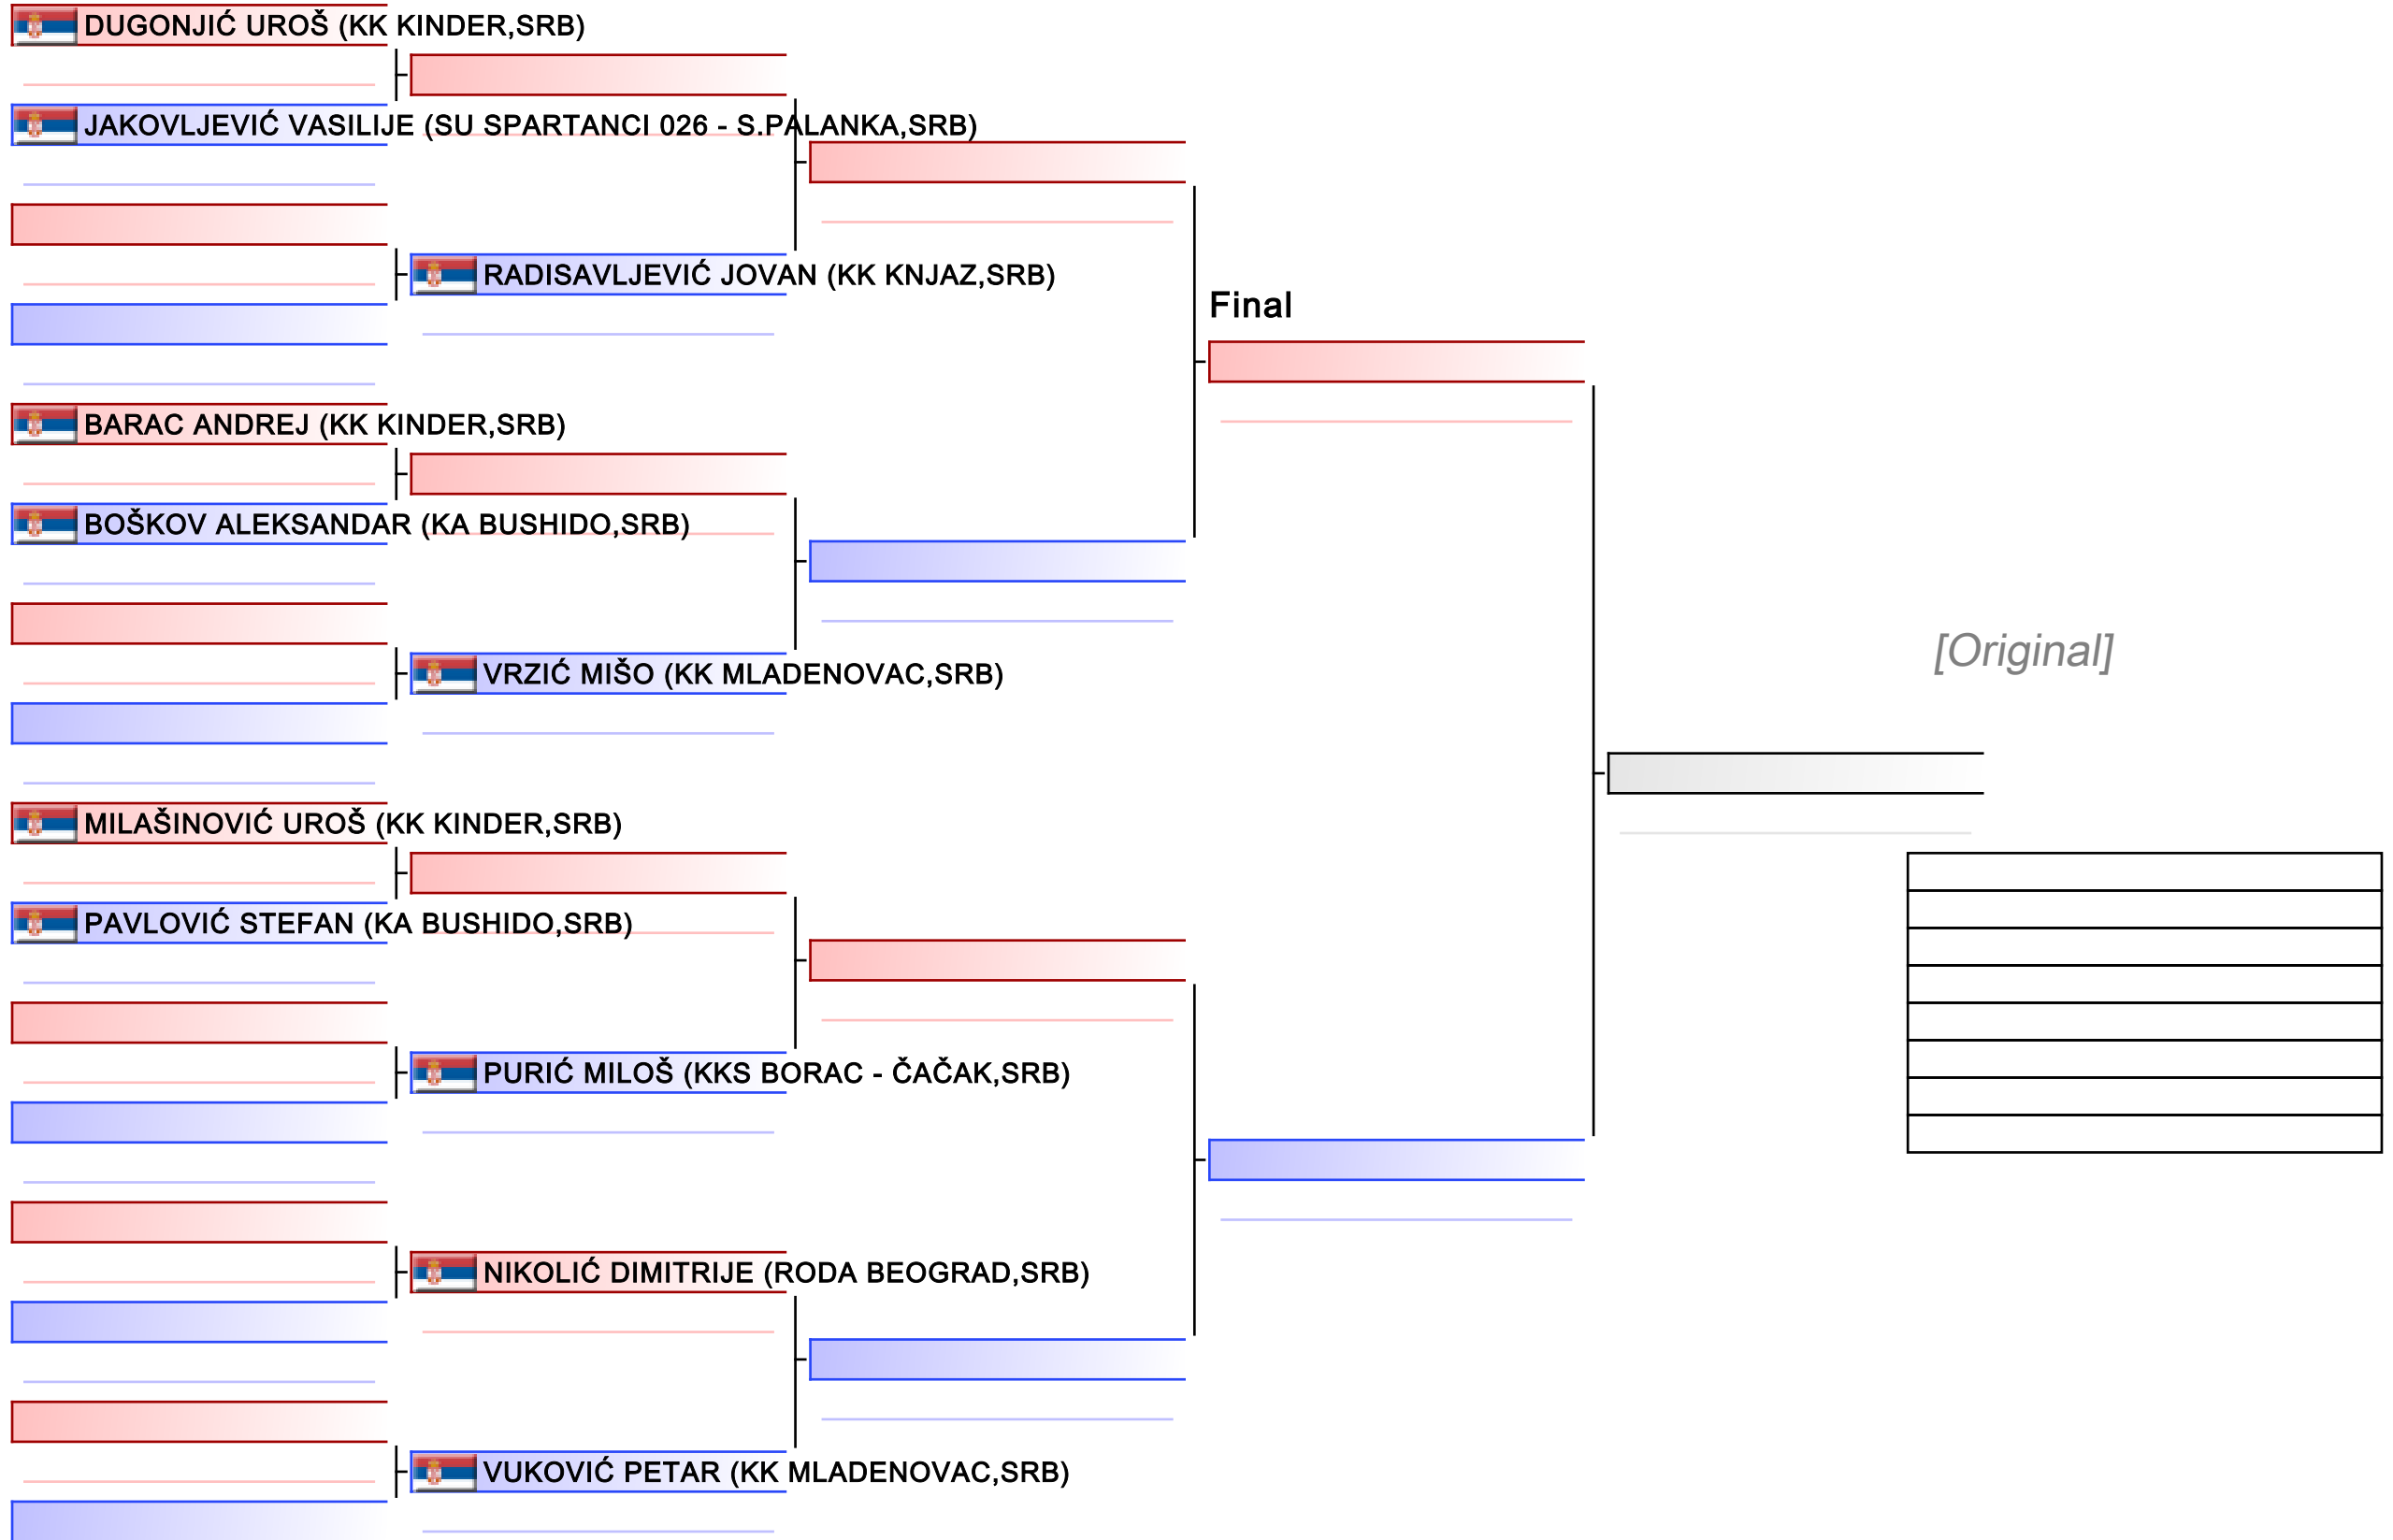 DUGONJIĆ UROŠ (KK KINDER,SRB)
JAKOVLJEVIĆ VASILIJE (SU SPARTANCI 026 - S.PALANKA,SRB)
RADISAVLJEVIĆ JOVAN (KK KNJAZ,SRB)
Final
BARAC ANDREJ (KK KINDER,SRB)
BOŠKOV ALEKSANDAR (KA BUSHIDO,SRB)
[Original]
VRZIĆ MIŠO (KK MLADENOVAC,SRB)
MILAŠINOVIĆ UROŠ (KK KINDER,SRB)
PAVLOVIĆ STEFAN (KA BUSHIDO,SRB)
PURIĆ MILOŠ (KKS BORAC - ČAČAK,SRB)
NIKOLIĆ DIMITRIJE (RODA BEOGRAD,SRB)
VUKOVIĆ PETAR (KK MLADENOVAC,SRB)